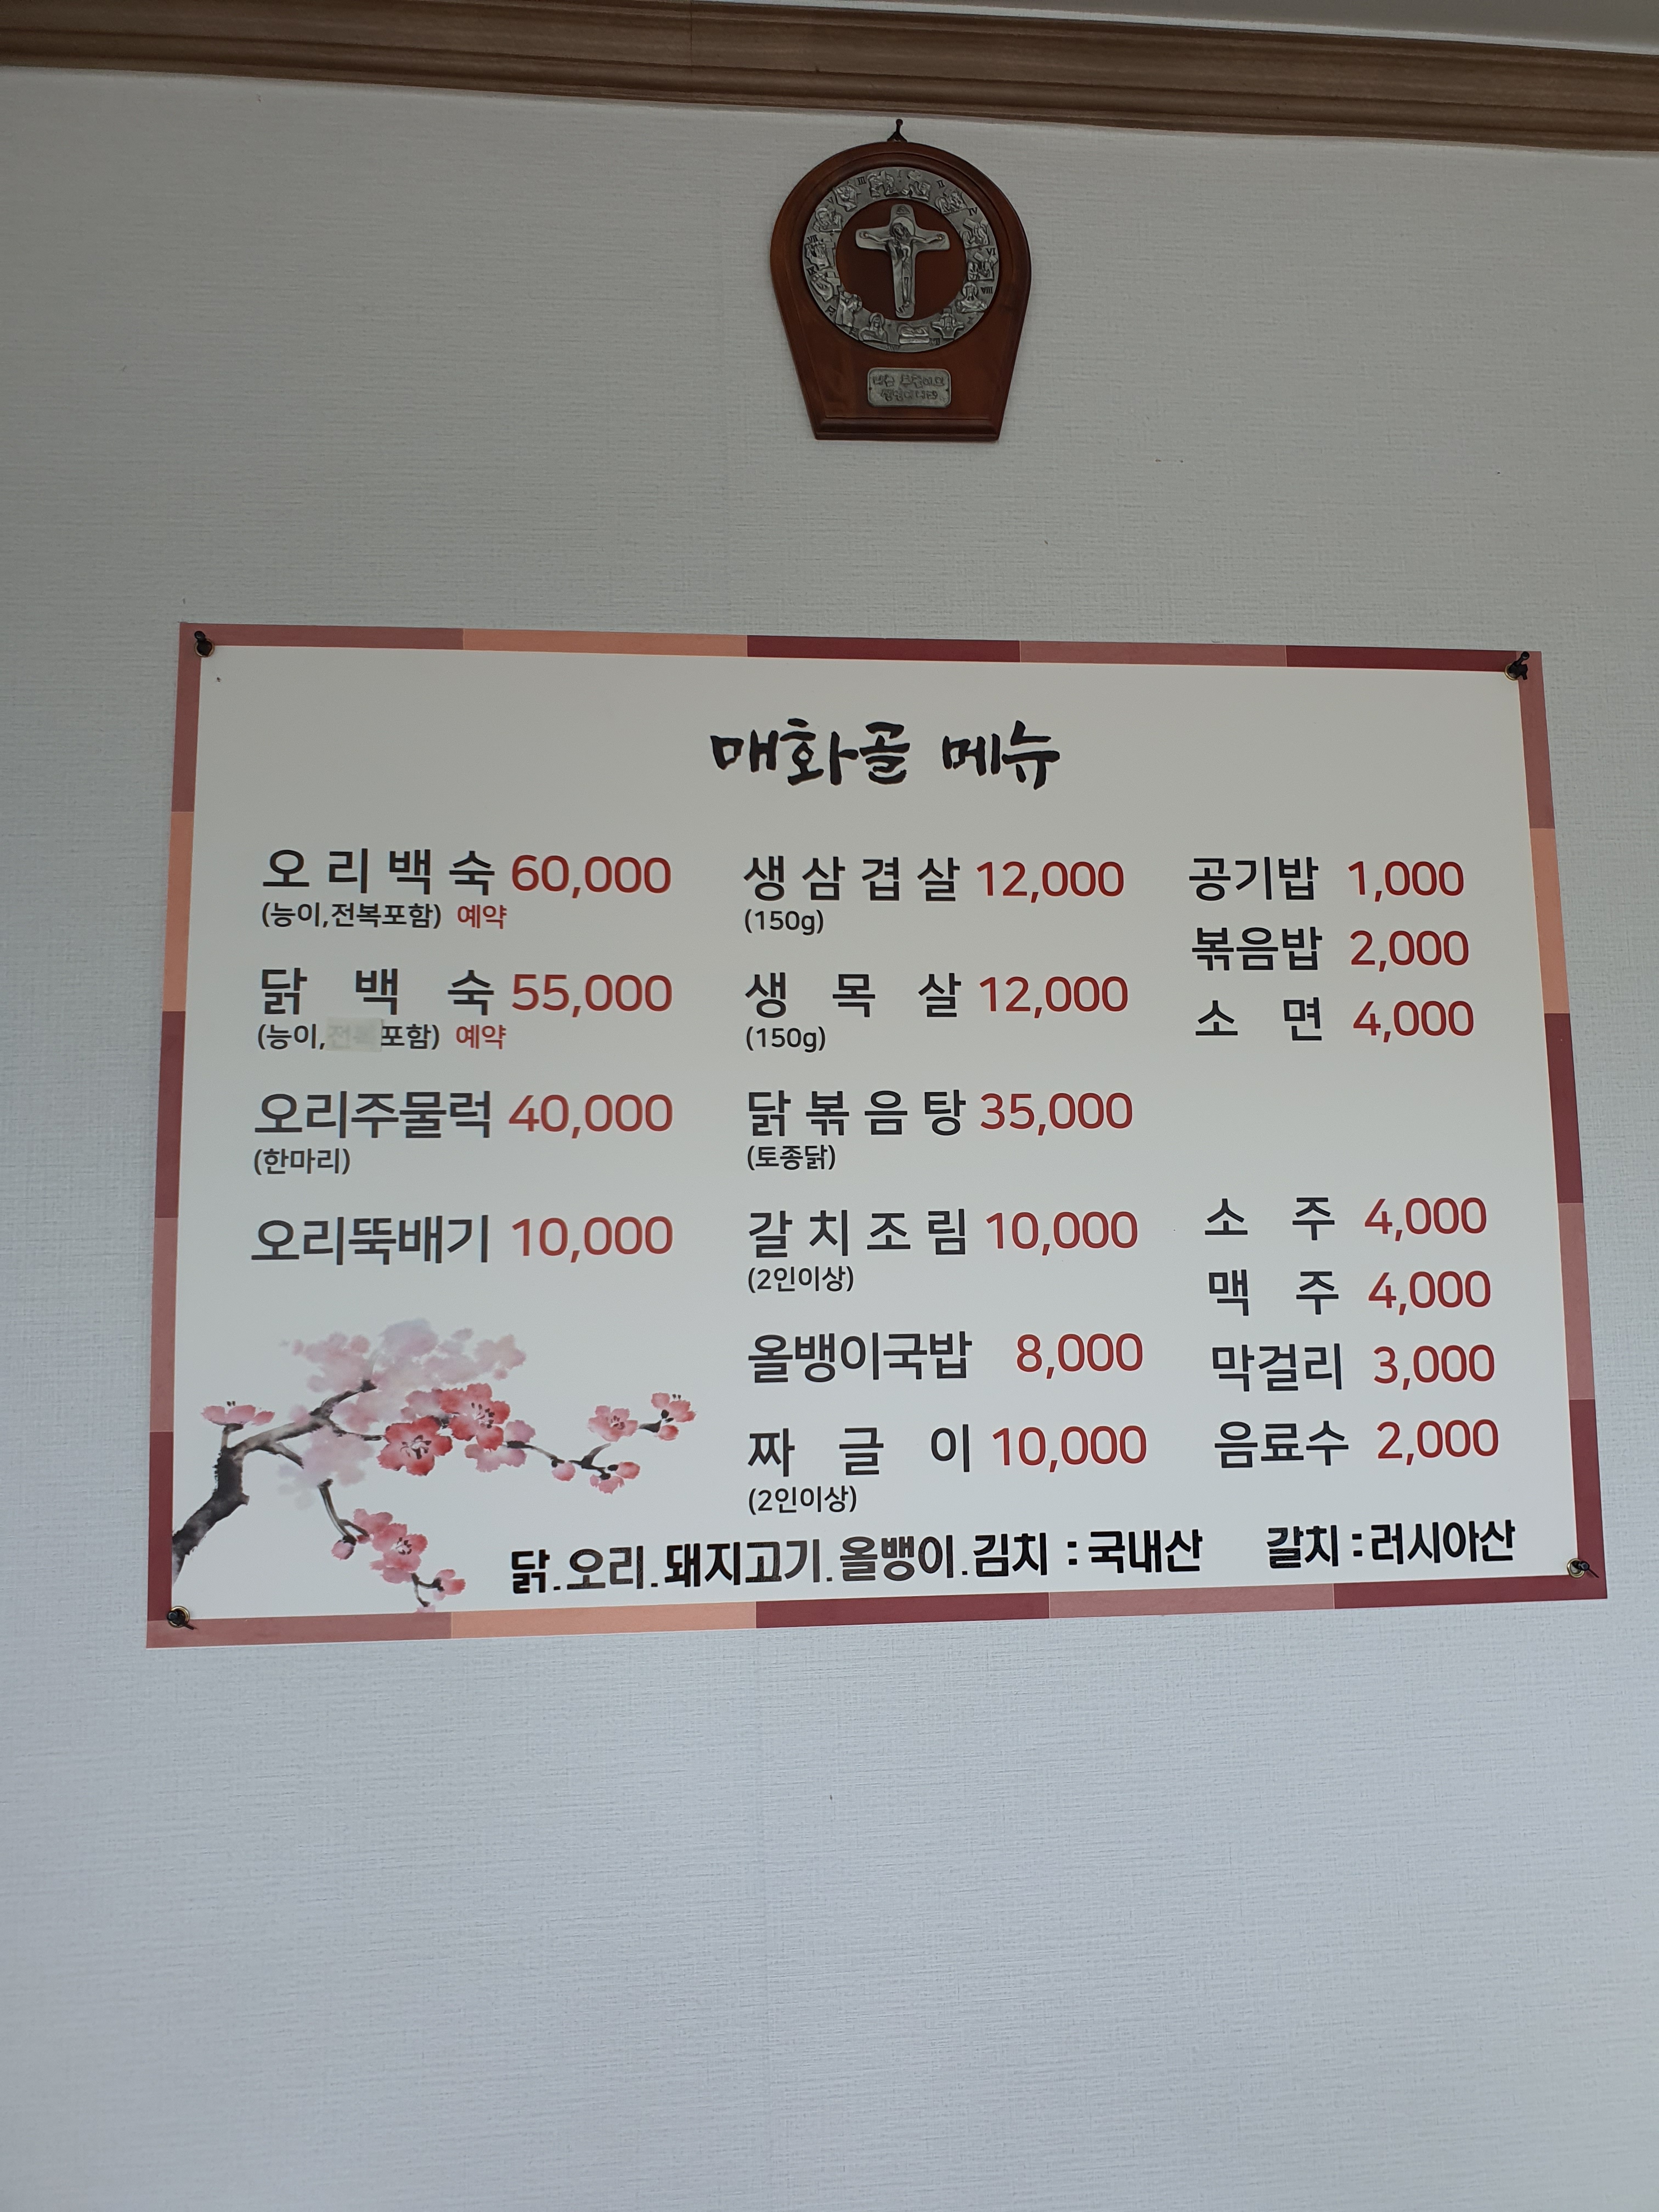 매화골 메뉴
오리백숙 60,000
(능이,전복포함) 예약
닭백숙 55,000
(능이, 포함) 예약
오리주물럭 40,000
(한마리)
오리뚝배기 10,000
생삼겹살 12,000
(150g)
생목살 12,000
(150g)
닭볶음탕 35,000
(토종닭)
갈치조림 10,000
(2인이상)
올뱅이국밥 8,000
짜글이 10,000
(2인이상)
공기밥 1,000
볶음밥 2,000
소면 4,000
소주 4,000
맥주 4,000
막걸리 3,000
음료수 2,000
닭.오리.돼지고기.올뱅이.김치 : 국내산 갈치 : 러시아산